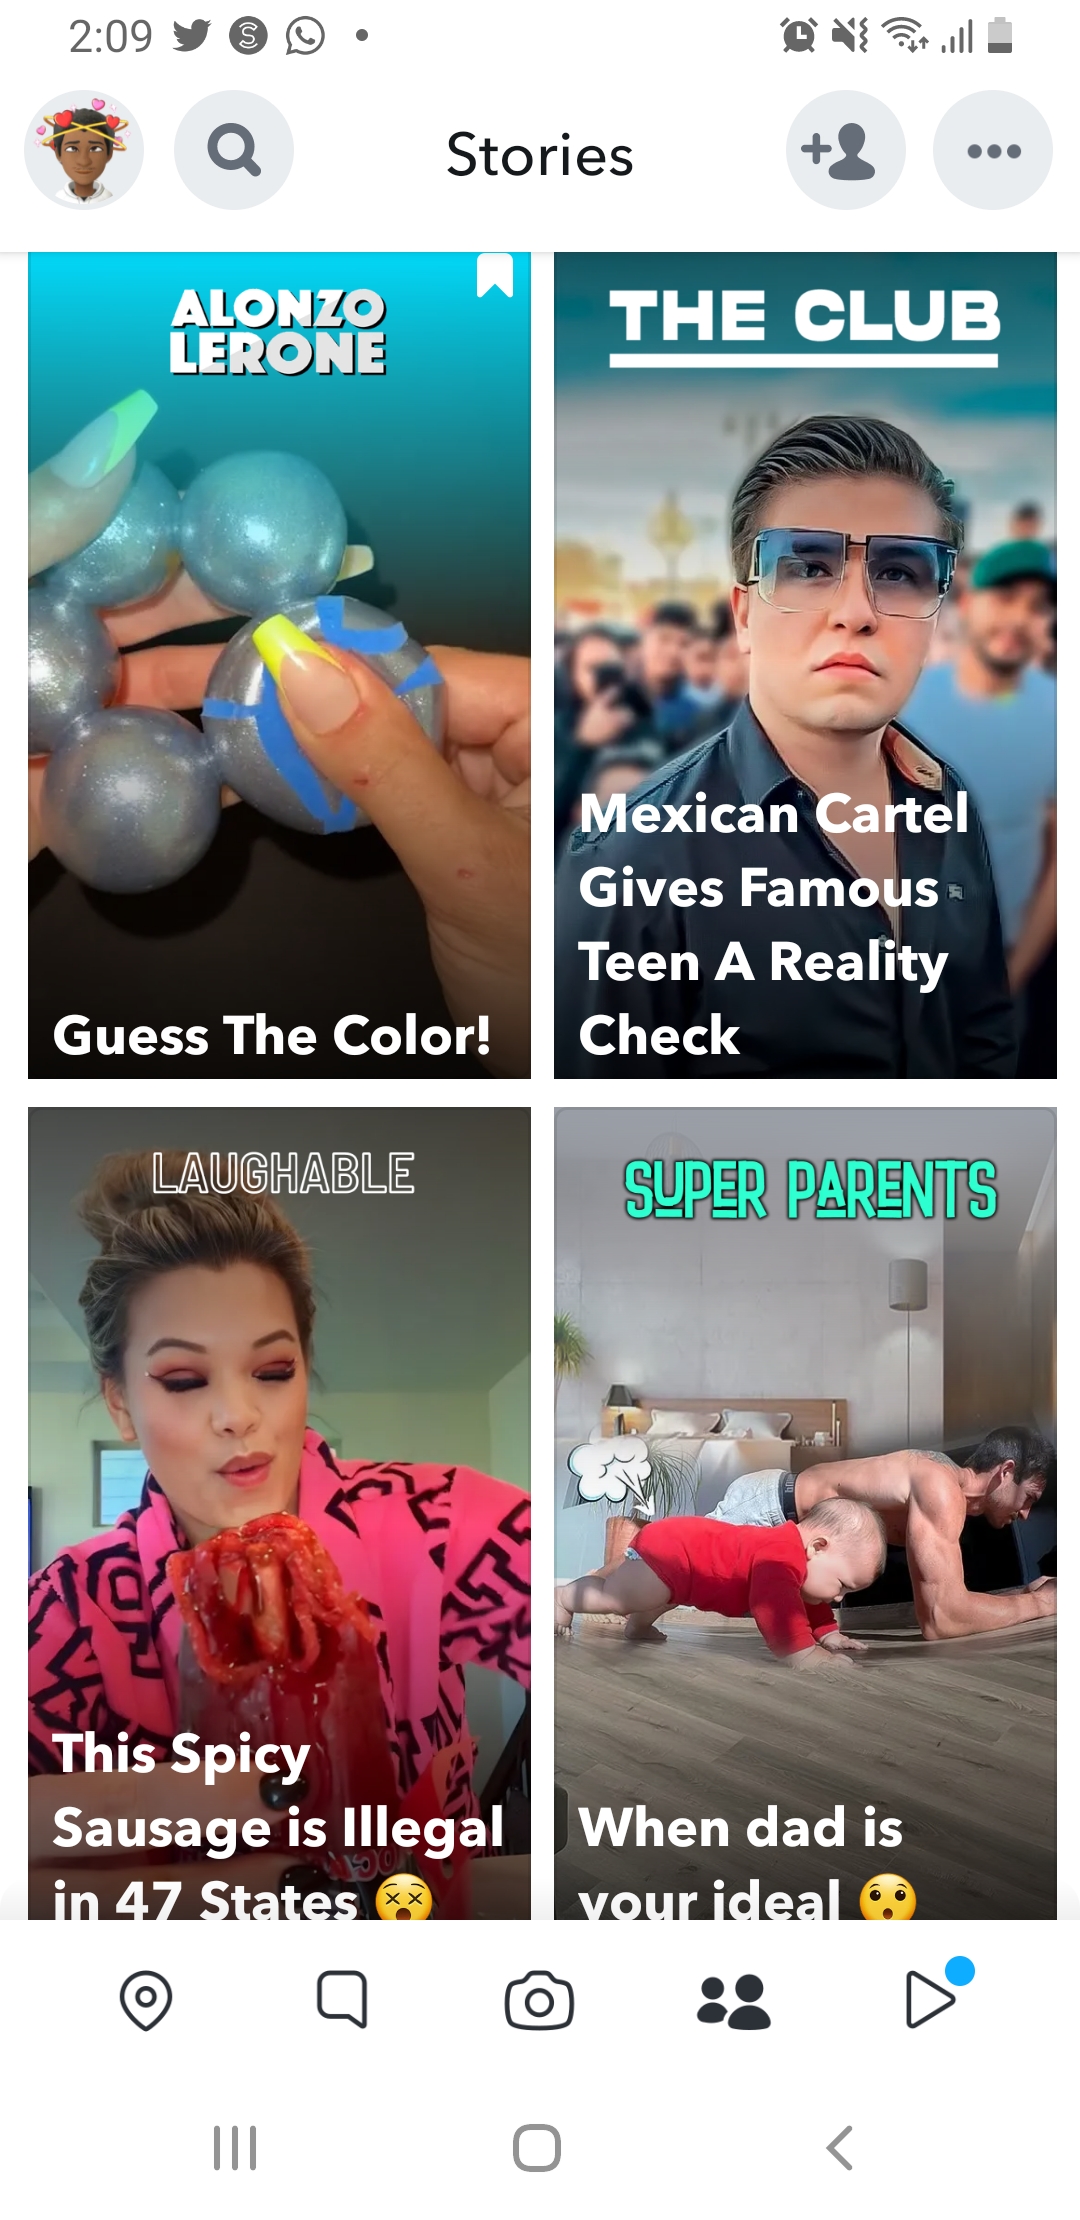 2:09
Stories
ALONZO
LERONE
Guess The Color!
THE CLUB
Mexican Cartel
Gives Famous
Teen A Reality
Check
LAUGHABLE
This Spicy
Sausage is Illegal
in 47 States 😵
SUPER PARENTS
When dad is
your ideal 😯